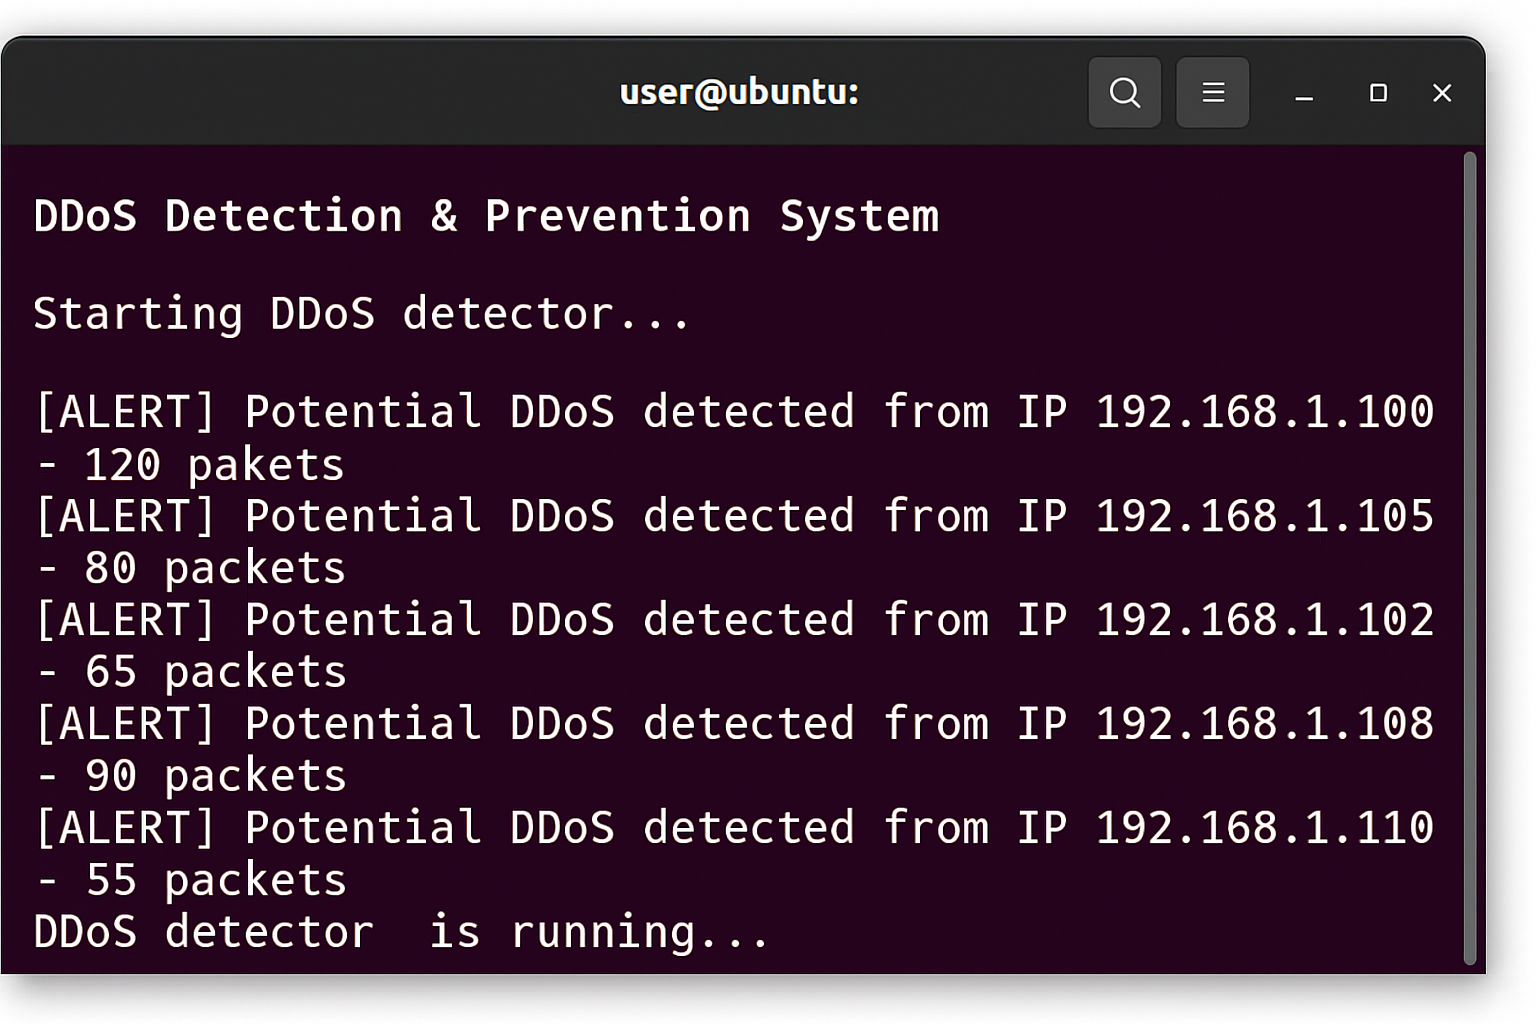 user@ubuntu:
DDoS Detection & Prevention System
Starting DDoS detector...
[ALERT] Potential DDoS detected from IP 192.168.1.100
- 120 pakets
[ALERT] Potential DDoS detected from IP 192.168.1.105
- 80 packets
[ALERT] Potential DDoS detected from IP 192.168.1.102
- 65 packets
[ALERT] Potential DDoS detected from IP 192.168.1.108
- 90 packets
[ALERT] Potential DDoS detected from IP 192.168.1.110
- 55 packets
DDoS detector  is running...